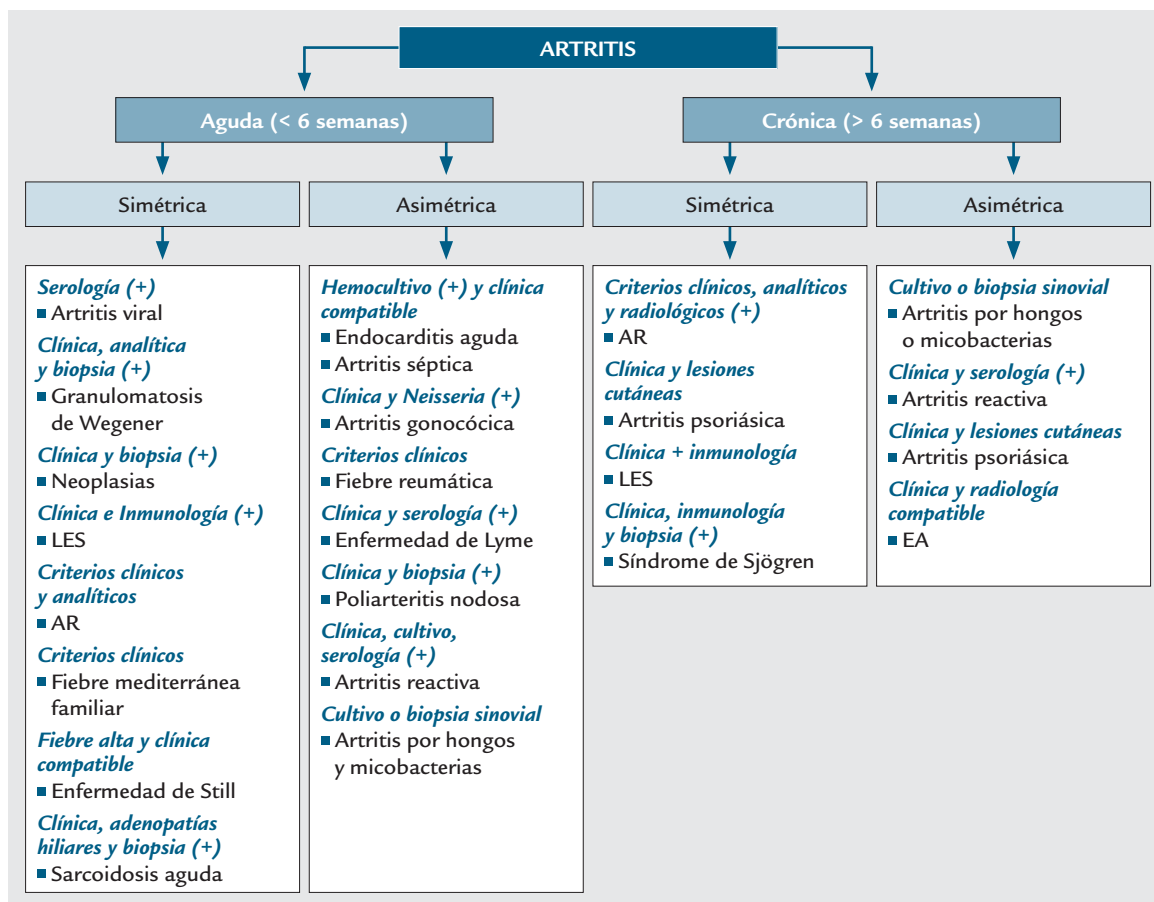 ARTRITIS
Aguda (< 6 semanas)
Crónica (> 6 semanas)
Simétrica
Asimétrica
Simétrica
Asimétrica
Serología (+)
■ Artritis viral
Clínica, analítica
y biopsia (+)
■ Granulomatosis
de Wegener
Clínica y biopsia (+)
■ Neoplasias
Clínica e Inmunología (+)
■ LES
Criterios clínicos
y analíticos
■ AR
Criterios clínicos
■ Fiebre mediterránea
familiar
Fiebre alta y clínica
compatible
■ Enfermedad de Still
Clínica, adenopatías
hiliares y biopsia (+)
■ Sarcoidosis aguda
Hemocultivo (+) y clínica
compatible
■ Endocarditis aguda
■ Artritis séptica
Clínica y Neisseria (+)
■ Artritis gonocócica
Criterios clínicos
■ Fiebre reumática
Clínica y serología (+)
■ Enfermedad de Lyme
Clínica y biopsia (+)
■ Poliarteritis nodosa
Clínica, cultivo,
serología (+)
■ Artritis reactiva
Cultivo o biopsia sinovial
■ Artritis por hongos
y micobacterias
Criterios clínicos, analíticos
y radiológicos (+)
■ AR
Clínica y lesiones
cutáneas
■ Artritis psoriásica
Clínica + inmunología
■ LES
Clínica, inmunología
y biopsia (+)
■ Síndrome de Sjögren
Cultivo o biopsia sinovial
■ Artritis por hongos
o micobacterias
Clínica y serología (+)
■ Artritis reactiva
Clínica y lesiones cutáneas
■ Artritis psoriásica
Clínica y radiología
compatible
■ EA